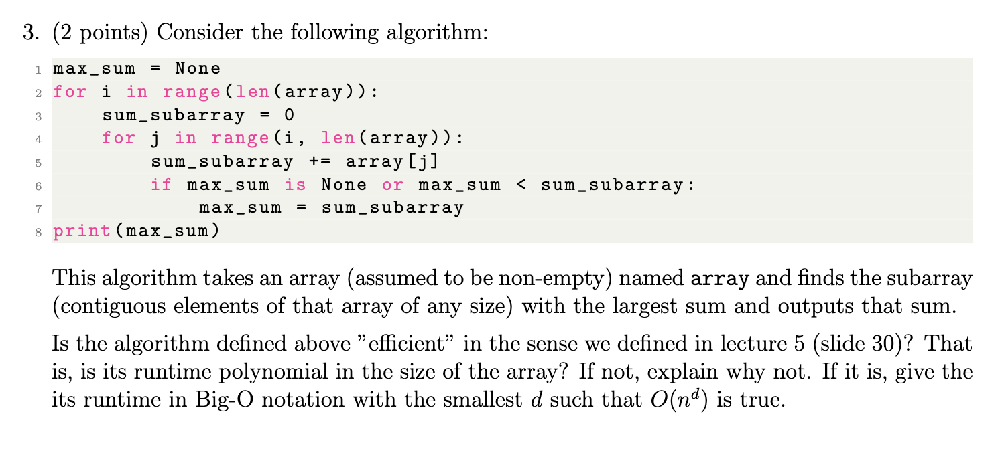 3. (2 points) Consider the following algorithm:
1 max_sum = None
2 for i in range(len(array)):
3     sum_subarray = 0
4     for j in range(i, len(array)):
5         sum_subarray += array[j]
6         if max_sum is None or max_sum < sum_subarray:
7             max_sum = sum_subarray
8 print(max_sum)
This algorithm takes an array (assumed to be non-empty) named array and finds the subarray
(contiguous elements of that array of any size) with the largest sum and outputs that sum.
Is the algorithm defined above ”efficient” in the sense we defined in lecture 5 (slide 30)? That
is, is its runtime polynomial in the size of the array? If not, explain why not. If it is, give the
its runtime in Big-O notation with the smallest d such that O(n^d) is true.